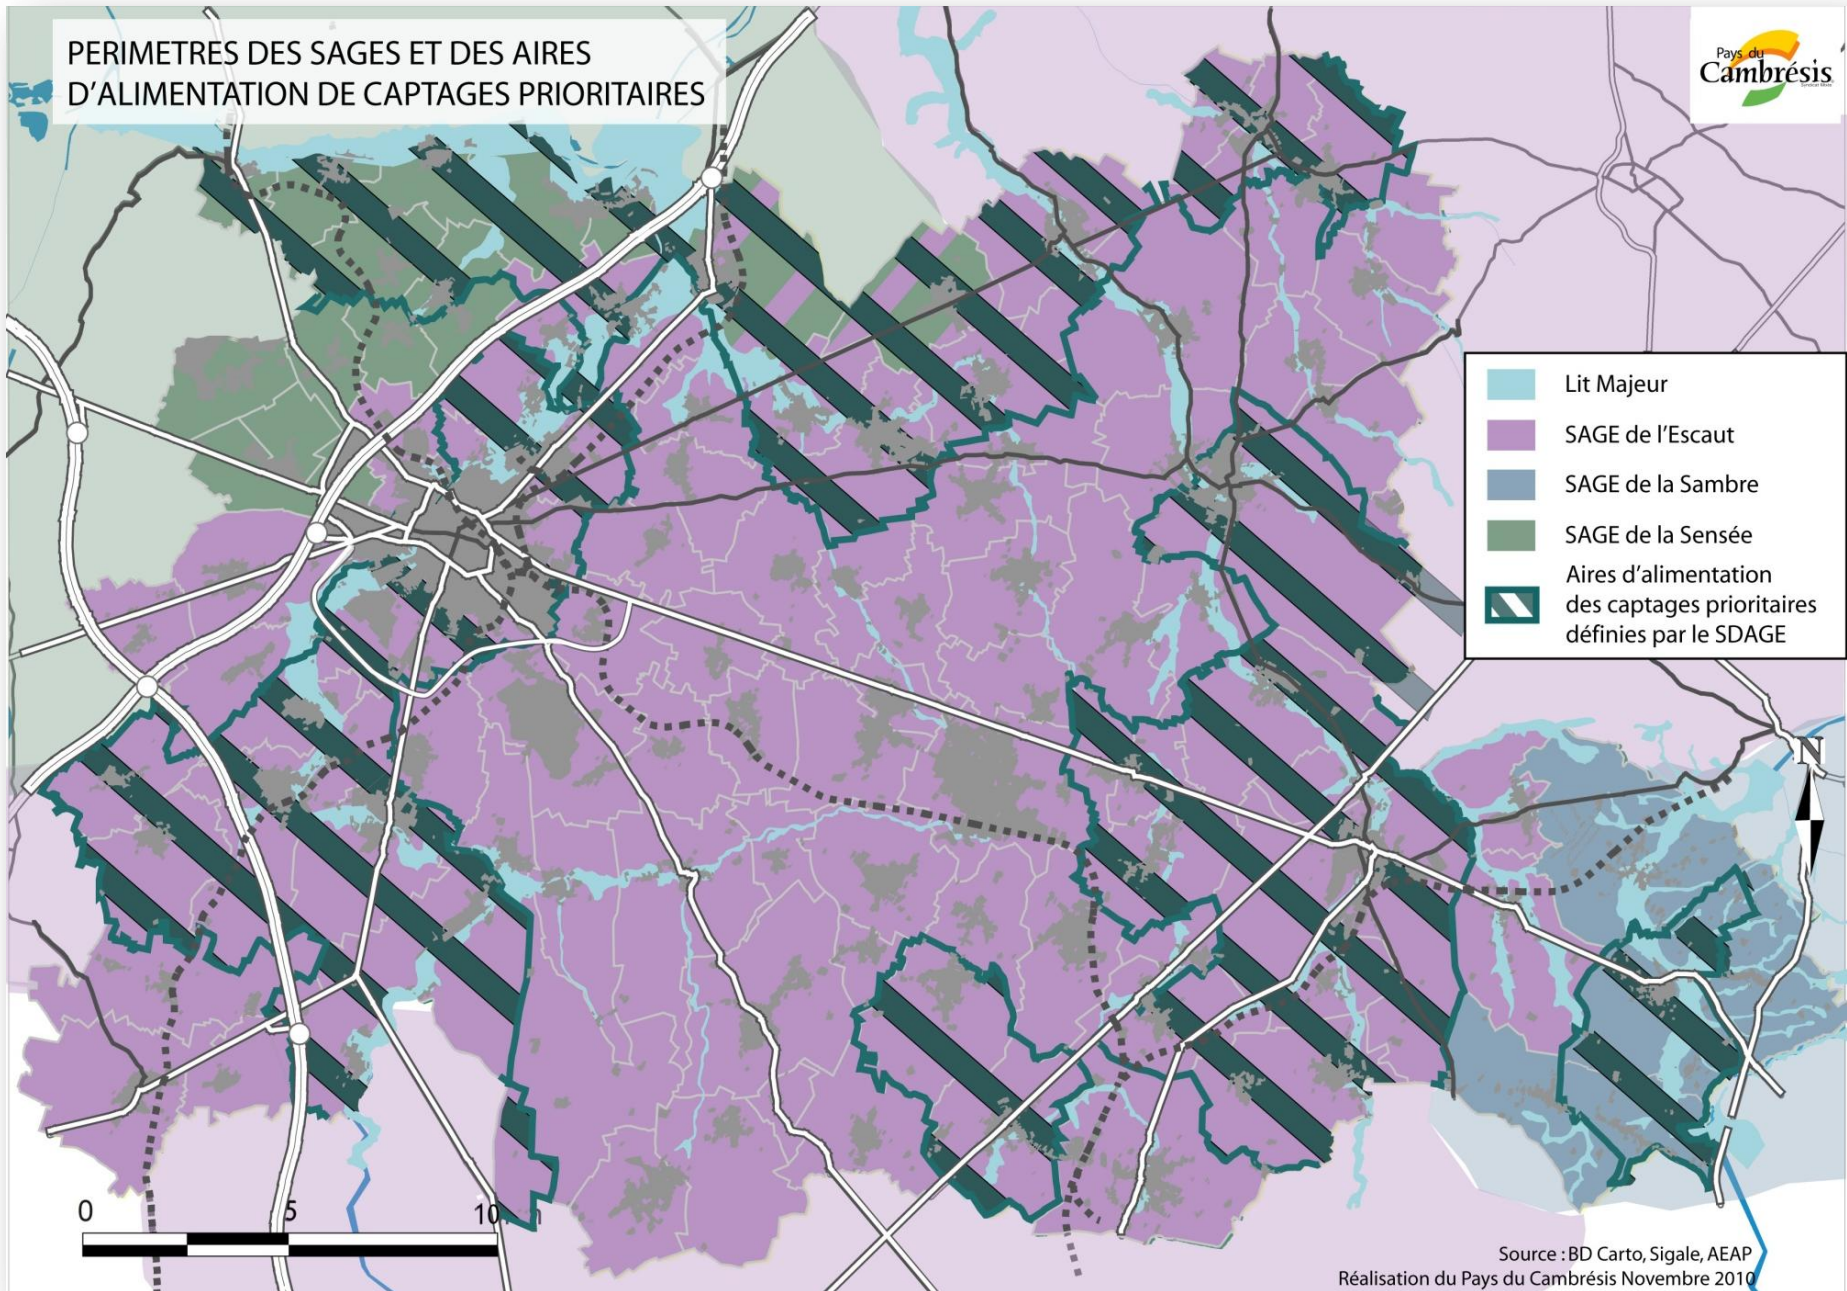 PERIMETRES DES SAGES ET DES AIRES
D'ALIMENTATION DE CAPTAGES PRIORITAIRES
Pays du
Cambrésis
Lit Majeur
SAGE de l'Escaut
SAGE de la Sambre
SAGE de la Sensée
Aires d'alimentation
des captages prioritaires
définies par le SDAGE
N
0 5 10
Source : BD Carto, Sigale, AEAP
Réalisation du Pays du Cambrésis Novembre 2010